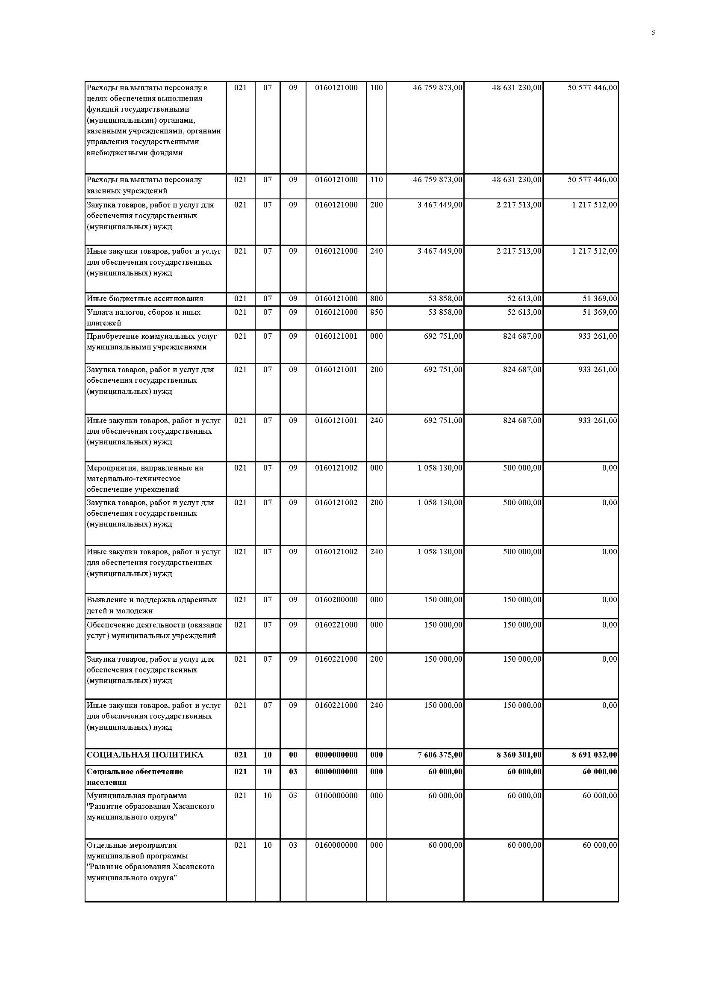 9
Расходы на выплаты персоналу в 021 07 09 0160121000 100 46 759 873,00 48 631 230,00 50 577 446,00
целях обеспечения выполнения
функций государственными
(муниципальными) органами,
казенными учреждениями, органами
управления государственными
внебюджетными фондами
Расходы на выплаты персоналу 021 07 09 0160121000 110 46 759 873,00 48 631 230,00 50 577 446,00
казенных учреждений
Закупка товаров, работ и услуг для 021 07 09 0160121000 200 3 467 449,00 2 217 513,00 1 217 512,00
обеспечения государственных
(муниципальных) нужд
Иные закупки товаров, работ и услуг 021 07 09 0160121000 240 3 467 449,00 2 217 513,00 1 217 512,00
для обеспечения государственных
(муниципальных) нужд
Иные бюджетные ассигнования 021 07 09 0160121000 800 53 858,00 52 613,00 51 369,00
Уплата налогов, сборов и иных 021 07 09 0160121000 850 53 858,00 52 613,00 51 369,00
платежей
Приобретение коммунальных услуг 021 07 09 0160121001 000 692 751,00 824 687,00 933 261,00
муниципальными учреждениями
Закупка товаров, работ и услуг для 021 07 09 0160121001 200 692 751,00 824 687,00 933 261,00
обеспечения государственных
(муниципальных) нужд
Иные закупки товаров, работ и услуг 021 07 09 0160121001 240 692 751,00 824 687,00 933 261,00
для обеспечения государственных
(муниципальных) нужд
Мероприятия, направленные на 021 07 09 0160121002 000 1 058 130,00 500 000,00 0,00
материально-техническое
обеспечение учреждений
Закупка товаров, работ и услуг для 021 07 09 0160121002 200 1 058 130,00 500 000,00 0,00
обеспечения государственных
(муниципальных) нужд
Иные закупки товаров, работ и услуг 021 07 09 0160121002 240 1 058 130,00 500 000,00 0,00
для обеспечения государственных
(муниципальных) нужд
Выявление и поддержка одаренных 021 07 09 0160200000 000 150 000,00 150 000,00 0,00
детей и молодежи
Обеспечение деятельности (оказание 021 07 09 0160221000 000 150 000,00 150 000,00 0,00
услуг) муниципальных учреждений
Закупка товаров, работ и услуг для 021 07 09 0160221000 200 150 000,00 150 000,00 0,00
обеспечения государственных
(муниципальных) нужд
Иные закупки товаров, работ и услуг 021 07 09 0160221000 240 150 000,00 150 000,00 0,00
для обеспечения государственных
(муниципальных) нужд
СОЦИАЛЬНАЯ ПОЛИТИКА 021 10 00 0000000000 000 7 606 375,00 8 360 301,00 8 691 032,00
Социальное обеспечение 021 10 03 0000000000 000 60 000,00 60 000,00 60 000,00
населения
Муниципальная программа 021 10 03 0100000000 000 60 000,00 60 000,00 60 000,00
"Развитие образования Хасанского
муниципального округа"
Отдельные мероприятия 021 10 03 0160000000 000 60 000,00 60 000,00 60 000,00
муниципальной программы
"Развитие образования Хасанского
муниципального округа"